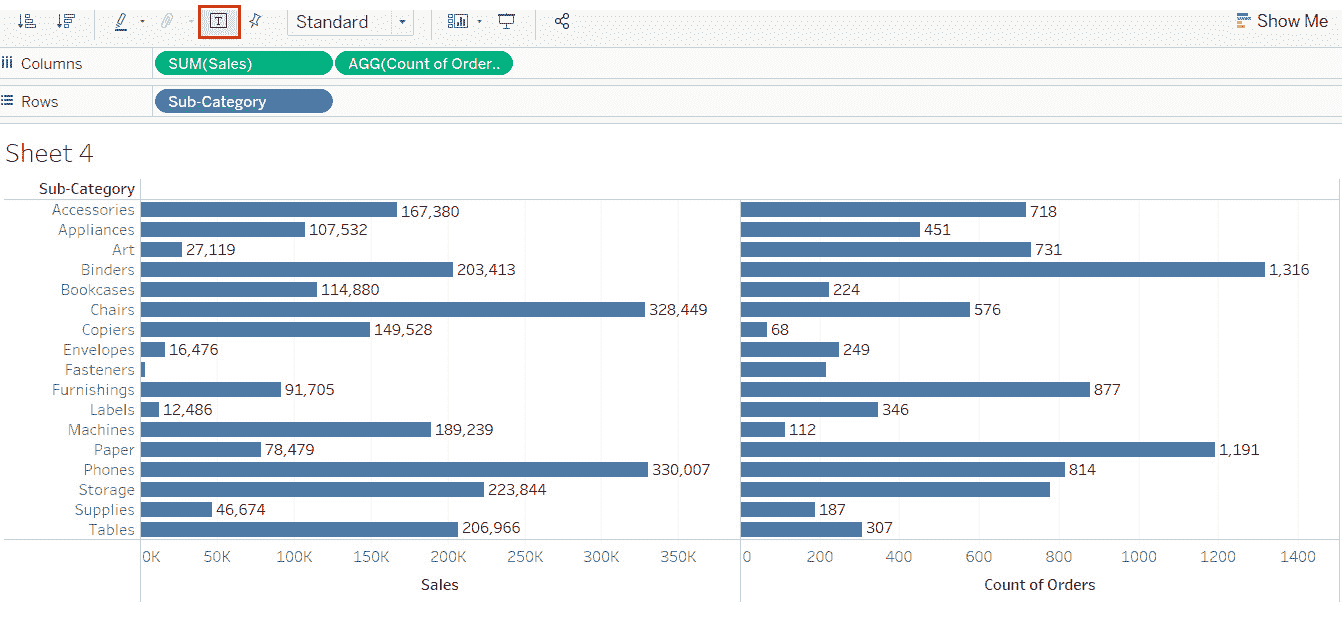 T Standard Show Me
Columns SUM(Sales) AGG(Count of Order..
Rows Sub-Category
Sheet 4
Sub-Category
Accessories 167,380 718
Appliances 107,532 451
Art 27,119 731
Binders 203,413 1,316
Bookcases 114,880 224
Chairs 328,449 576
Copiers 149,528 68
Envelopes 16,476 249
Fasteners
Furnishings 91,705 877
Labels 12,486 346
Machines 189,239 112
Paper 78,479 1,191
Phones 330,007 814
Storage 223,844
Supplies 46,674 187
Tables 206,966 307
0K 50K 100K 150K 200K 250K 300K 350K 0 200 400 600 800 1000 1200 1400
Sales Count of Orders